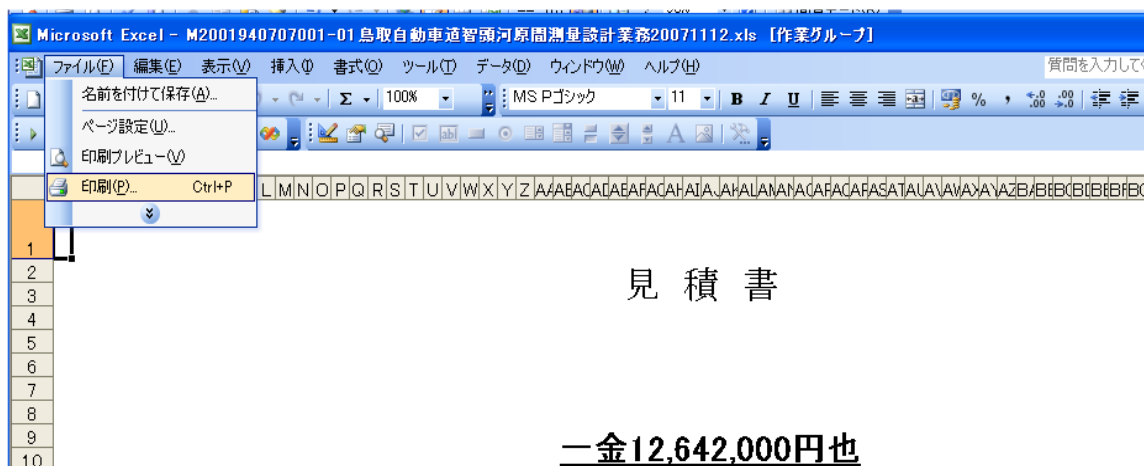 Microsoft Excel - M2001940707001-01鳥取自動車道智頭河原間測量設計業務20071112.xls [作業グループ]
ファイル(F) 編集(E) 表示(V) 挿入(I) 書式(O) ツール(T) データ(D) ウィンドウ(W) ヘルプ(H) 質問を入力して
名前を付けて保存(A)... Σ 100% MS Pゴシック 11 B I U %
ページ設定(U)...
印刷プレビュー(V)
印刷(P)... Ctrl+P
L M N O P Q R S T U V W X Y Z
1
2
見積書
3
4
5
6
7
8
9
一金12,642,000円也
10